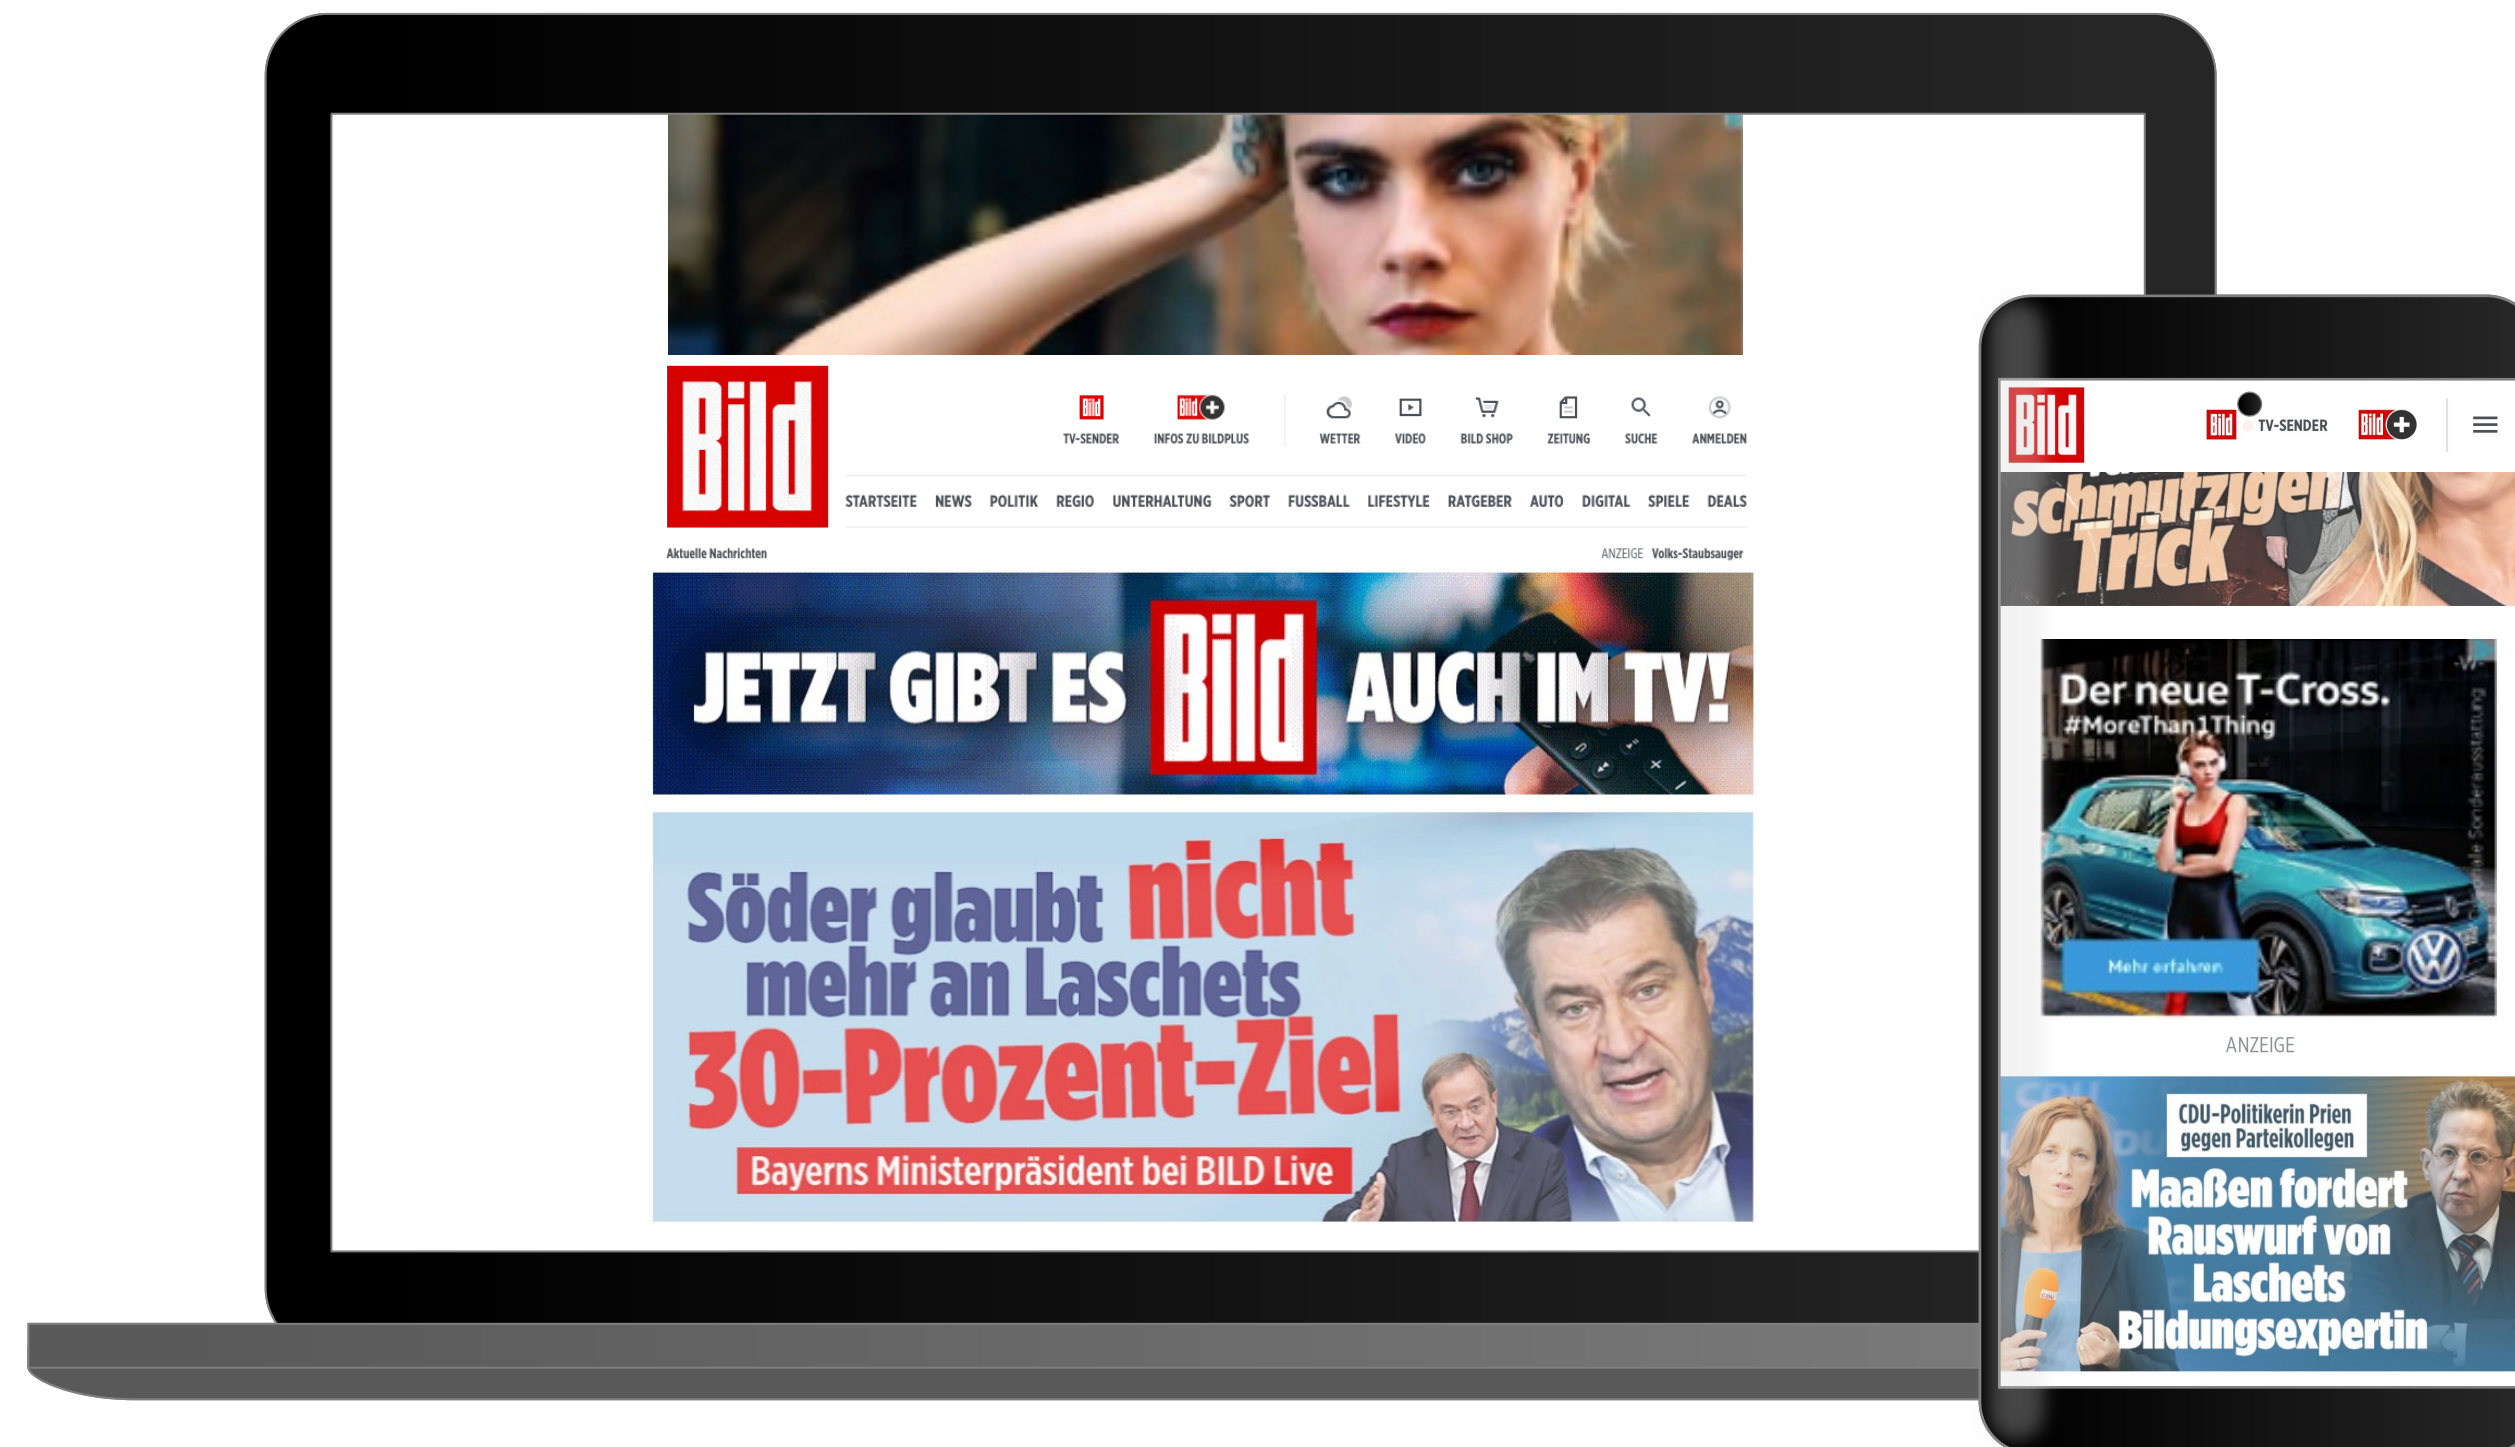 Bild
TV-SENDER
INFOS ZU BILDPLUS
WETTER
VIDEO
BILD SHOP
ZEITUNG
SUCHE
ANMELDEN
STARTSEITE NEWS POLITIK REGIO UNTERHALTUNG SPORT FUSSBALL LIFESTYLE RATGEBER AUTO DIGITAL SPIELE DEALS
Aktuelle Nachrichten
ANZEIGE Volks-Staubsauger
JETZT GIBT ES Bild AUCH IM TV!
Söder glaubt nicht
mehr an Laschets
30-Prozent-Ziel
Bayerns Ministerpräsident bei BILD Live
Bild
Bild TV-SENDER
Bild+
schmutzigen
Trick
Der neue T-Cross.
#MoreThan1Thing
Mehr erfahren
ANZEIGE
CDU-Politikerin Prien
gegen Parteikollegen
Maaßen fordert
Rauswurf von
Laschets
Bildungsexpertin